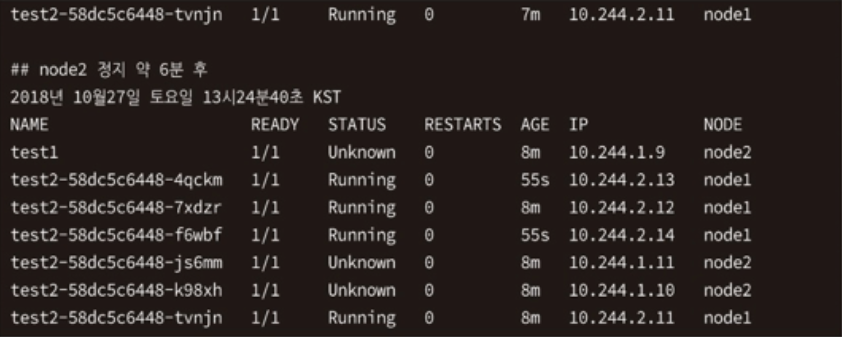 test2-58dc5c6448-tvnjn 1/1 Running 0 7m 10.244.2.11 node1
## node2 정지 약 6분 후
2018년 10월27일 토요일 13시24분40초 KST
NAME READY STATUS RESTARTS AGE IP NODE
test1 1/1 Unknown 0 8m 10.244.1.9 node2
test2-58dc5c6448-4qckm 1/1 Running 0 55s 10.244.2.13 node1
test2-58dc5c6448-7xdzr 1/1 Running 0 8m 10.244.2.12 node1
test2-58dc5c6448-f6wbf 1/1 Running 0 55s 10.244.2.14 node1
test2-58dc5c6448-js6mm 1/1 Unknown 0 8m 10.244.1.11 node2
test2-58dc5c6448-k98xh 1/1 Unknown 0 8m 10.244.1.10 node2
test2-58dc5c6448-tvnjn 1/1 Running 0 8m 10.244.2.11 node1